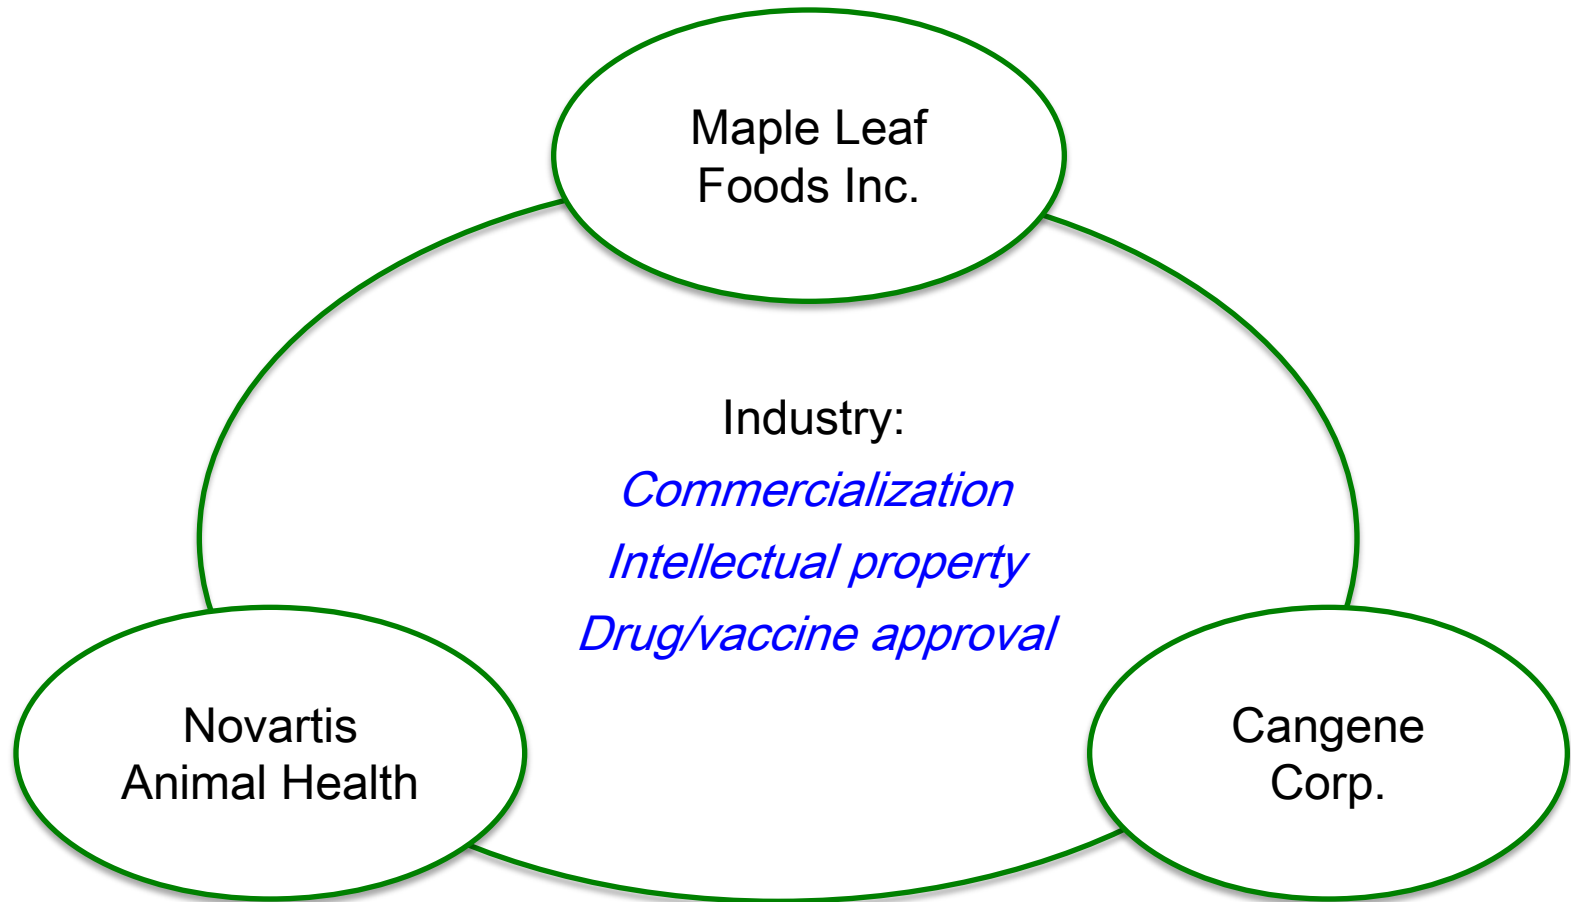 Maple Leaf
Foods Inc.
Industry:
Commercialization
Intellectual property
Drug/vaccine approval
Novartis
Animal Health
Cangene
Corp.